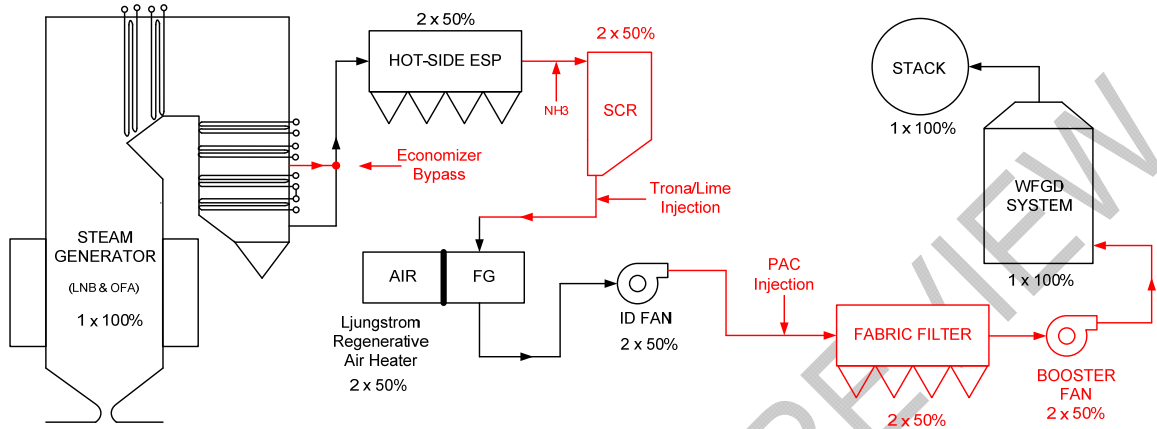 2 x 50%
HOT-SIDE ESP
NH3
2 x 50%
SCR
STACK
1 x 100%
Economizer
Bypass
Trona/Lime
Injection
WFGD
SYSTEM
1 x 100%
STEAM
GENERATOR
(LNB & OFA)
1 x 100%
AIR
FG
Ljungstrom
Regenerative
Air Heater
2 x 50%
ID FAN
2 x 50%
PAC
Injection
FABRIC FILTER
2 x 50%
BOOSTER
FAN
2 x 50%
REVIEW